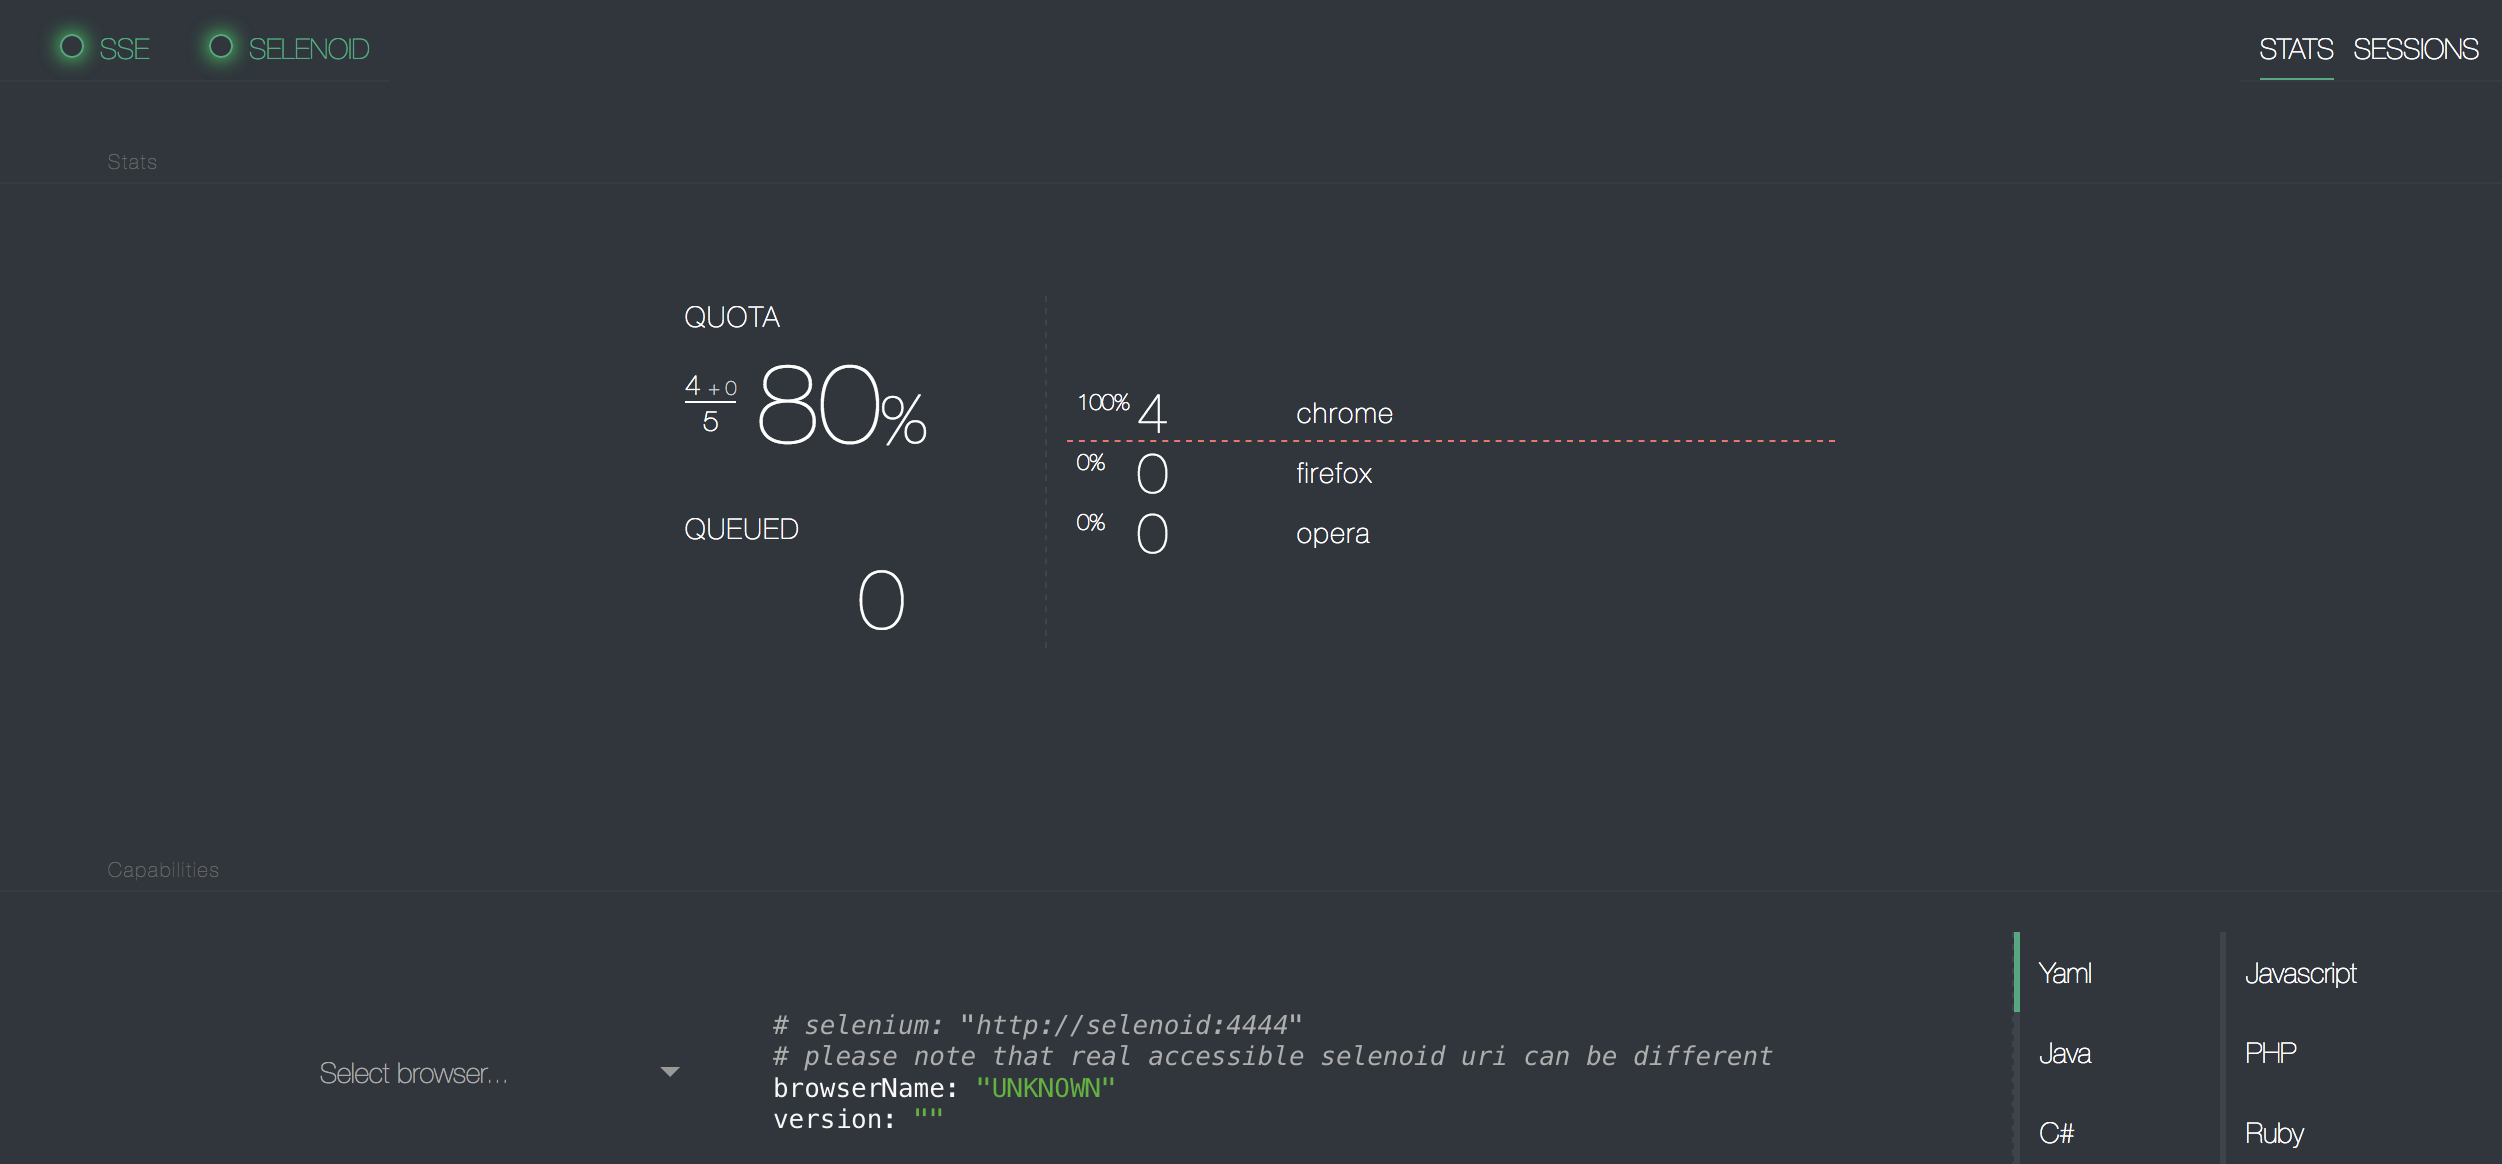 SSE SELENOID STATS SESSIONS
Stats
QUOTA
4 + 0
5
80%
QUEUED
0
100% 4 chrome
0% 0 firefox
0% 0 opera
Capabilities
Select browser...
# selenium: "http://selenoid:4444"
# please note that real accessible selenoid uri can be different
browserName: "UNKNOWN"
version: ""
Yaml Javascript
Java PHP
C# Ruby